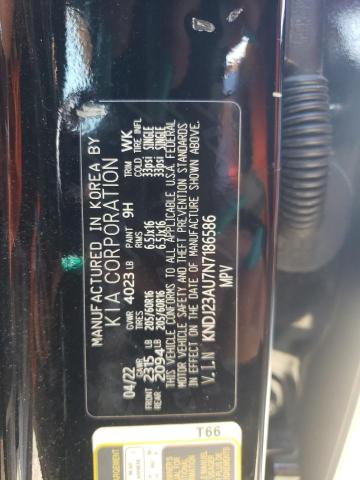 MANUFACTURED IN KOREA BY
KIA CORPORATION
04/22 GVWR 4023 LB PAINT 9H TRM WK
GAWR TIRES RIMS COLD TIRE INFL
FRONT 2315 LB 205/60R16 6.5Jx16 33psi SINGLE
REAR 2094 LB 205/60R16 6.5Jx16 33psi SINGLE
THIS VEHICLE CONFORMS TO ALL APPLICABLE U.S.A. FEDERAL
MOTOR VEHICLE SAFETY AND THEFT PREVENTION STANDARDS
IN EFFECT ON THE DATE OF MANUFACTURE SHOWN ABOVE.
V.I.N KNDJ23AU7N7186586
MPV
T66